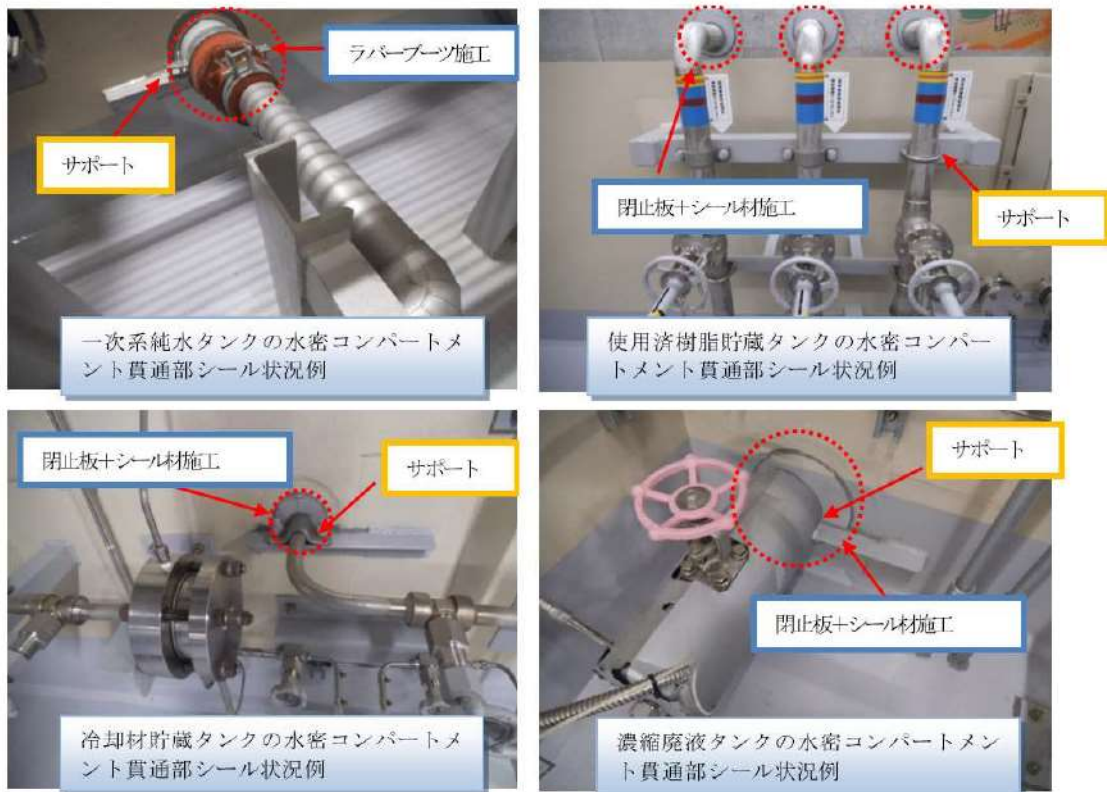 ラバーブーツ施工
サポート
一次系純水タンクの水密コンパートメ
ント貫通部シール状況例
閉止板+シール材施工
サポート
使用済樹脂貯蔵タンクの水密コンパー
トメント貫通部シール状況例
閉止板+シール材施工
サポート
冷却材貯蔵タンクの水密コンパートメ
ント貫通部シール状況例
サポート
閉止板+シール材施工
濃縮廃液タンクの水密コンパートメン
ト貫通部シール状況例